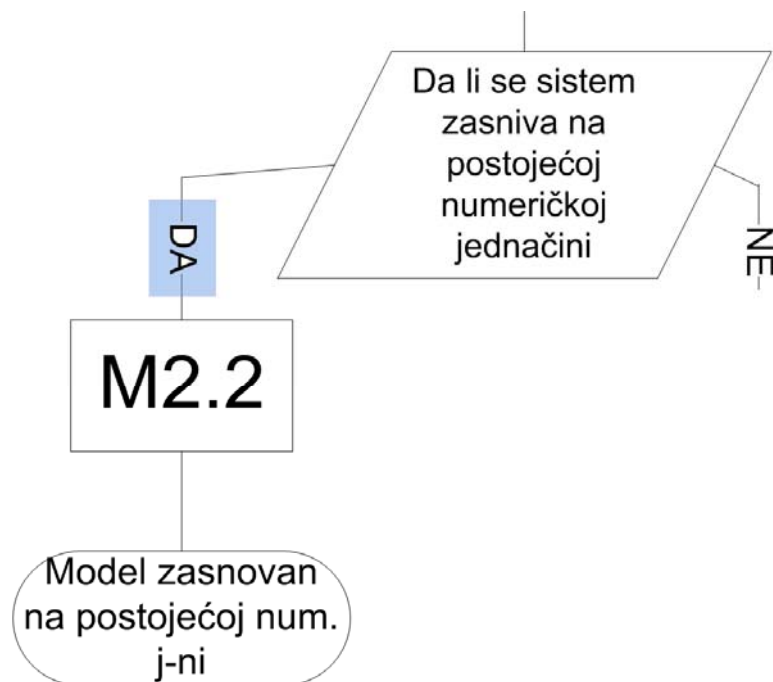 Da li se sistem
zasniva na
postojećoj
numeričkoj
jednačini
DA
NE
M2.2
Model zasnovan
na postojećoj num.
j-ni